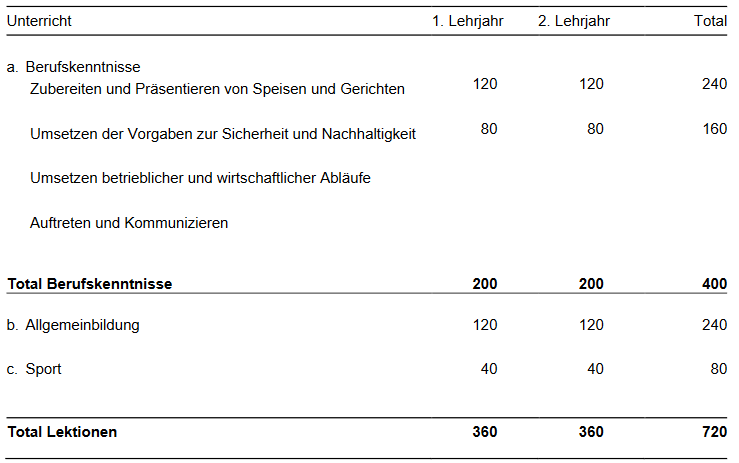 Unterricht 1. Lehrjahr 2. Lehrjahr Total
a. Berufskenntnisse
Zubereiten und Präsentieren von Speisen und Gerichten 120 120 240
Umsetzen der Vorgaben zur Sicherheit und Nachhaltigkeit 80 80 160
Umsetzen betrieblicher und wirtschaftlicher Abläufe
Auftreten und Kommunizieren
Total Berufskenntnisse 200 200 400
b. Allgemeinbildung 120 120 240
c. Sport 40 40 80
Total Lektionen 360 360 720